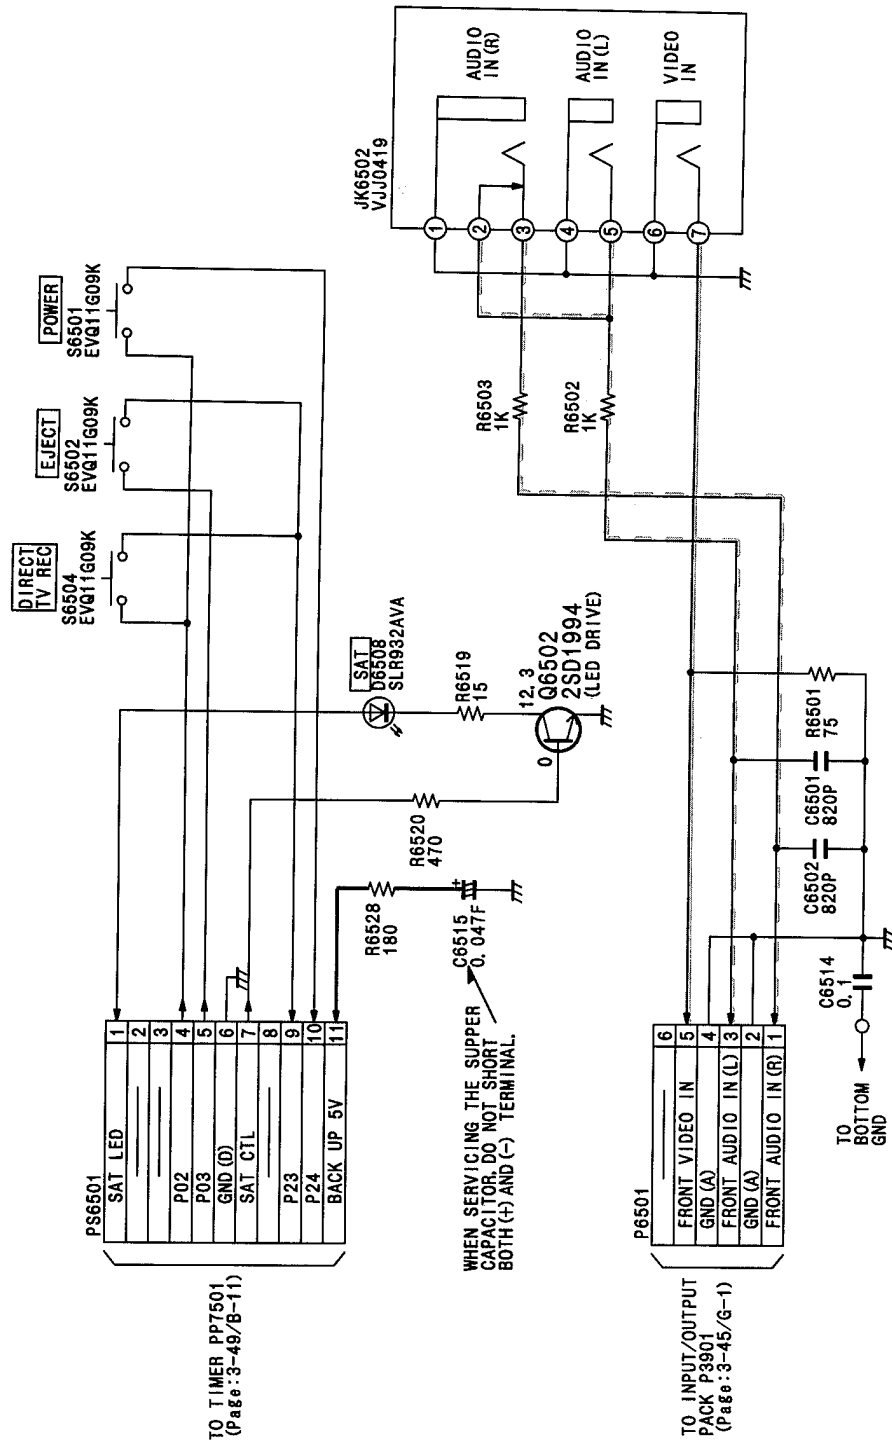 TO TIMER PP7501
(Page:3-49/B-11)
PS6501
SAT LED 1
2
3
P02 4
P03 5
GND(D) 6
SAT CTL 7
8
P23 9
P24 10
BACK UP 5V 11
DIRECT
TV REC
S6504
EVQ11G09K
EJECT
S6502
EVQ11G09K
POWER
S6501
EVQ11G09K
SAT
D6508
SLR932AVA
R6519
15
12.3
Q6502
2SD1994
(LED DRIVE)
0
R6520
470
R6528
180
+
C6515
0.047F
WHEN SERVICING THE SUPPER
CAPACITOR, DO NOT SHORT
BOTH(+)AND(-) TERMINAL.
JK6502
VJJ0419
1
2
3
4
5
6
7
AUDIO
IN(R)
AUDIO
IN(L)
VIDEO
IN
R6503
1K
R6502
1K
TO INPUT/OUTPUT
PACK P3901
(Page:3-45/G-1)
P6501
6
FRONT VIDEO IN 5
GND(A) 4
FRONT AUDIO IN(L) 3
GND(A) 2
FRONT AUDIO IN(R) 1
R6501
75
C6501
820P
C6502
820P
C6514
0.1
TO
BOTTOM
GND